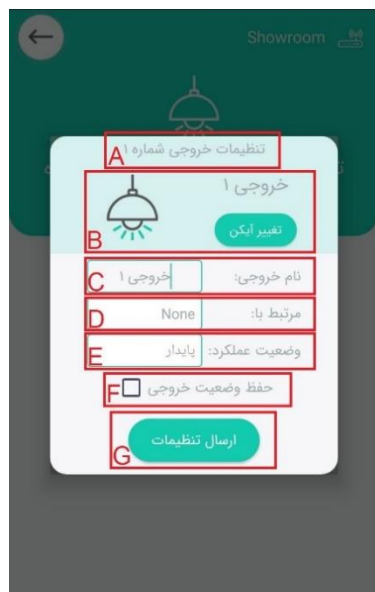 Showroom
تنظیمات خروجی شماره ۱
A
خروجی ۱
تغییر آیکن
B
نام خروجی: خروجی ۱
C
مرتبط با: None
D
وضعیت عملکرد: پایدار
E
حفظ وضعیت خروجی
F
ارسال تنظیمات
G